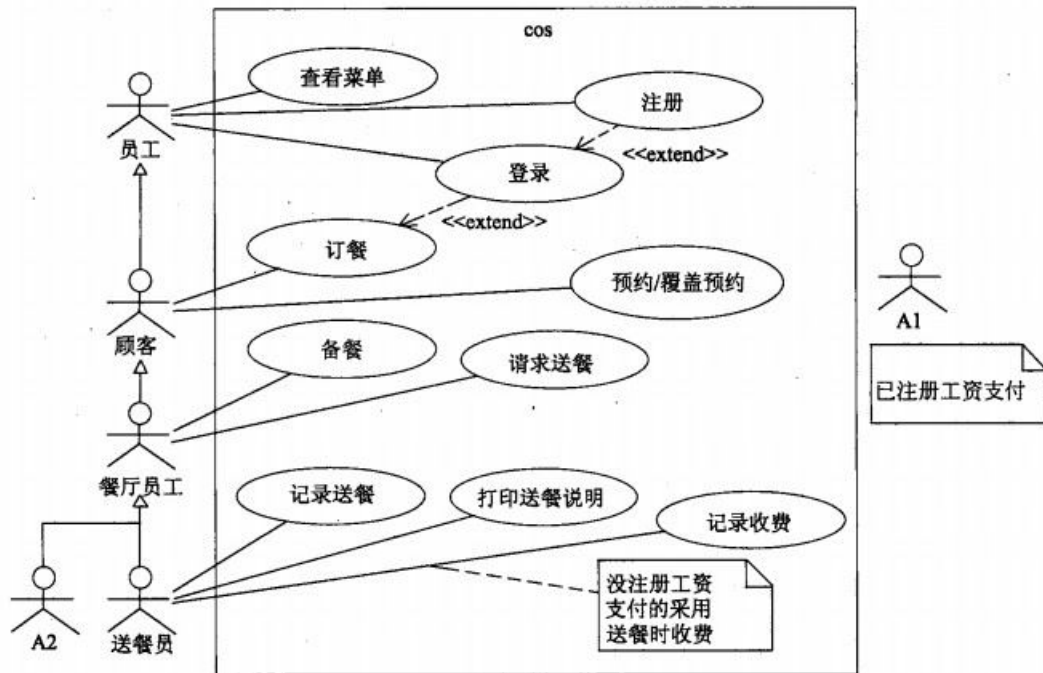 cos
查看菜单
注册
员工
<<extend>>
登录
<<extend>>
订餐
预约/覆盖预约
A1
顾客
备餐
请求送餐
已注册工资支付
餐厅员工
记录送餐
打印送餐说明
记录收费
没注册工资
支付的采用
送餐时收费
A2
送餐员